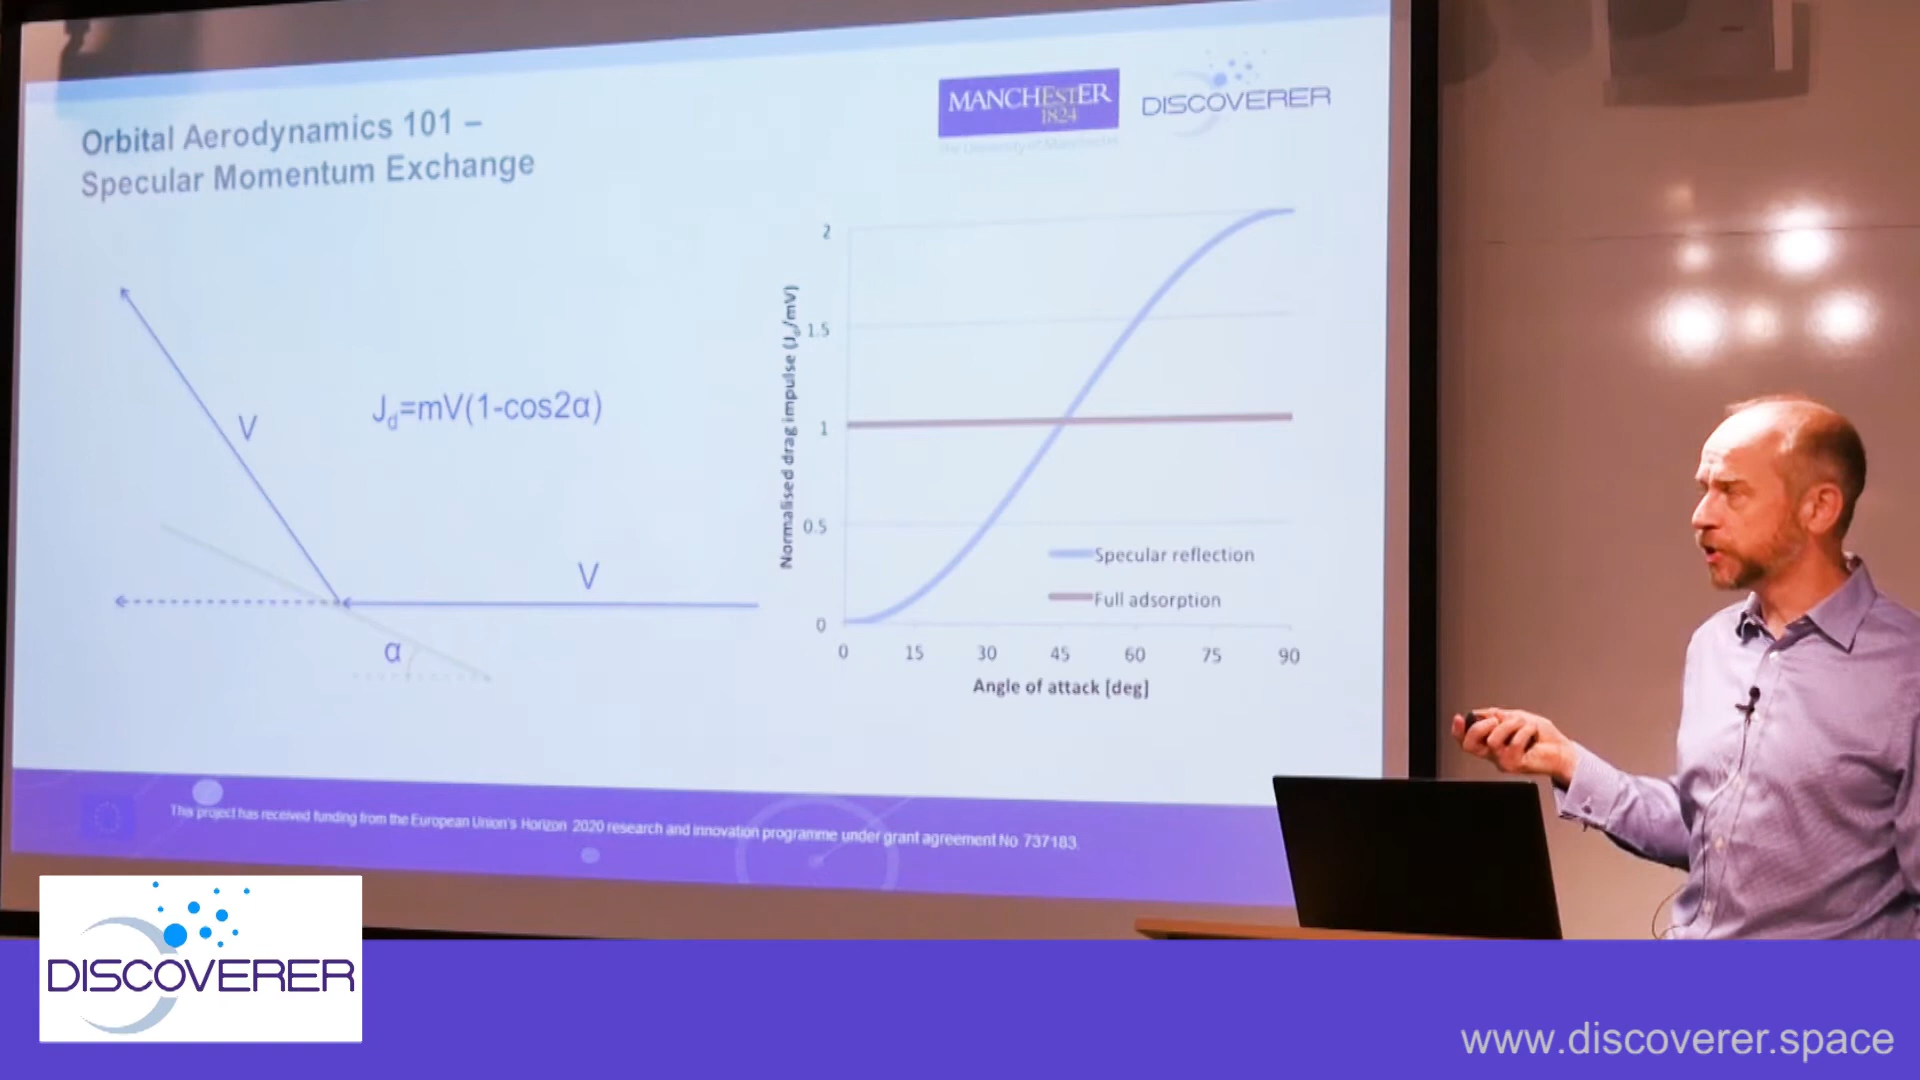 Orbital Aerodynamics 101 –
Specular Momentum Exchange
MANCHESTER
1824
The University of Manchester
DISCOVERER
V
J_d=mV(1-cos2α)
V
α
Normalised drag impulse (J_d/mV)
2
1.5
1
0.5
0
Specular reflection
Full adsorption
0 15 30 45 60 75 90
Angle of attack [deg]
This project has received funding from the European Union's Horizon 2020 research and innovation programme under grant agreement No 737183
DISCOVERER
www.discoverer.space